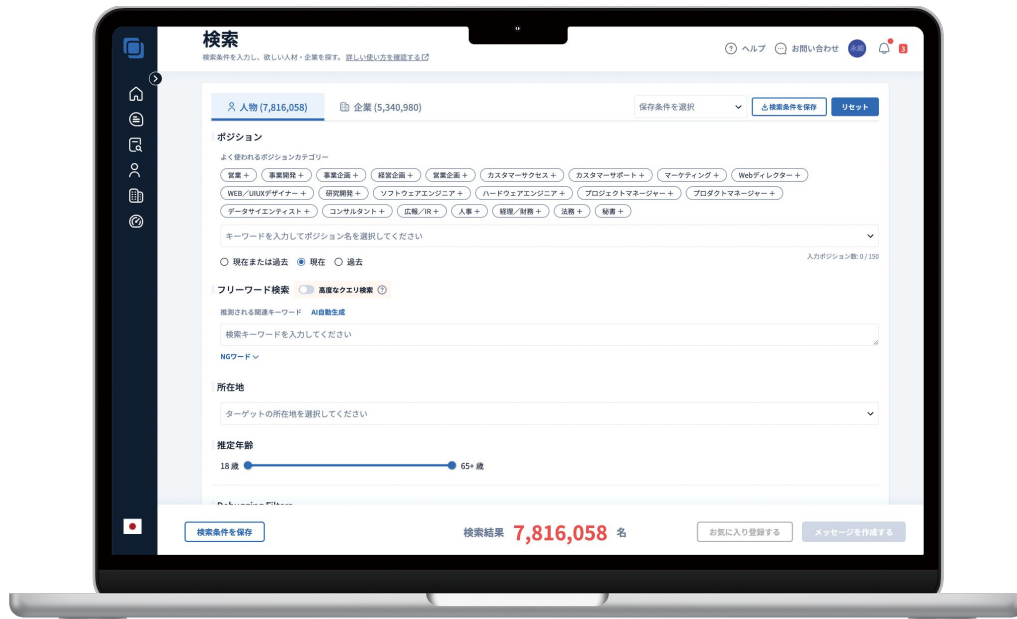 検索
検索条件を入力し、欲しい人材・企業を探す。詳しい使い方を確認する
ヘルプ
お問い合わせ
3
人物 (7,816,058)
企業 (5,340,980)
保存条件を選択
検索条件を保存
リセット
ポジション
よく使われるポジションカテゴリー
営業 + 事業開発 + 事業企画 + 経営企画 + 営業企画 + カスタマーサクセス + カスタマーサポート + マーケティング + Webディレクター +
WEB/UIUXデザイナー + 研究開発 + ソフトウェアエンジニア + ハードウェアエンジニア + プロジェクトマネージャー + プロダクトマネージャー +
データサイエンティスト + コンサルタント + 広報/IR + 人事 + 経理/財務 + 法務 + 秘書 +
キーワードを入力してポジション名を選択してください
現在または過去 現在 過去
入力ポジション数: 0 / 150
フリーワード検索 高度なクエリ検索
推測される関連キーワード AI自動生成
検索キーワードを入力してください
NGワード
所在地
ターゲットの所在地を選択してください
推定年齢
18 歳 65+ 歳
Debugging Filters
検索条件を保存
検索結果 7,816,058 名
お気に入り登録する
メッセージを作成する